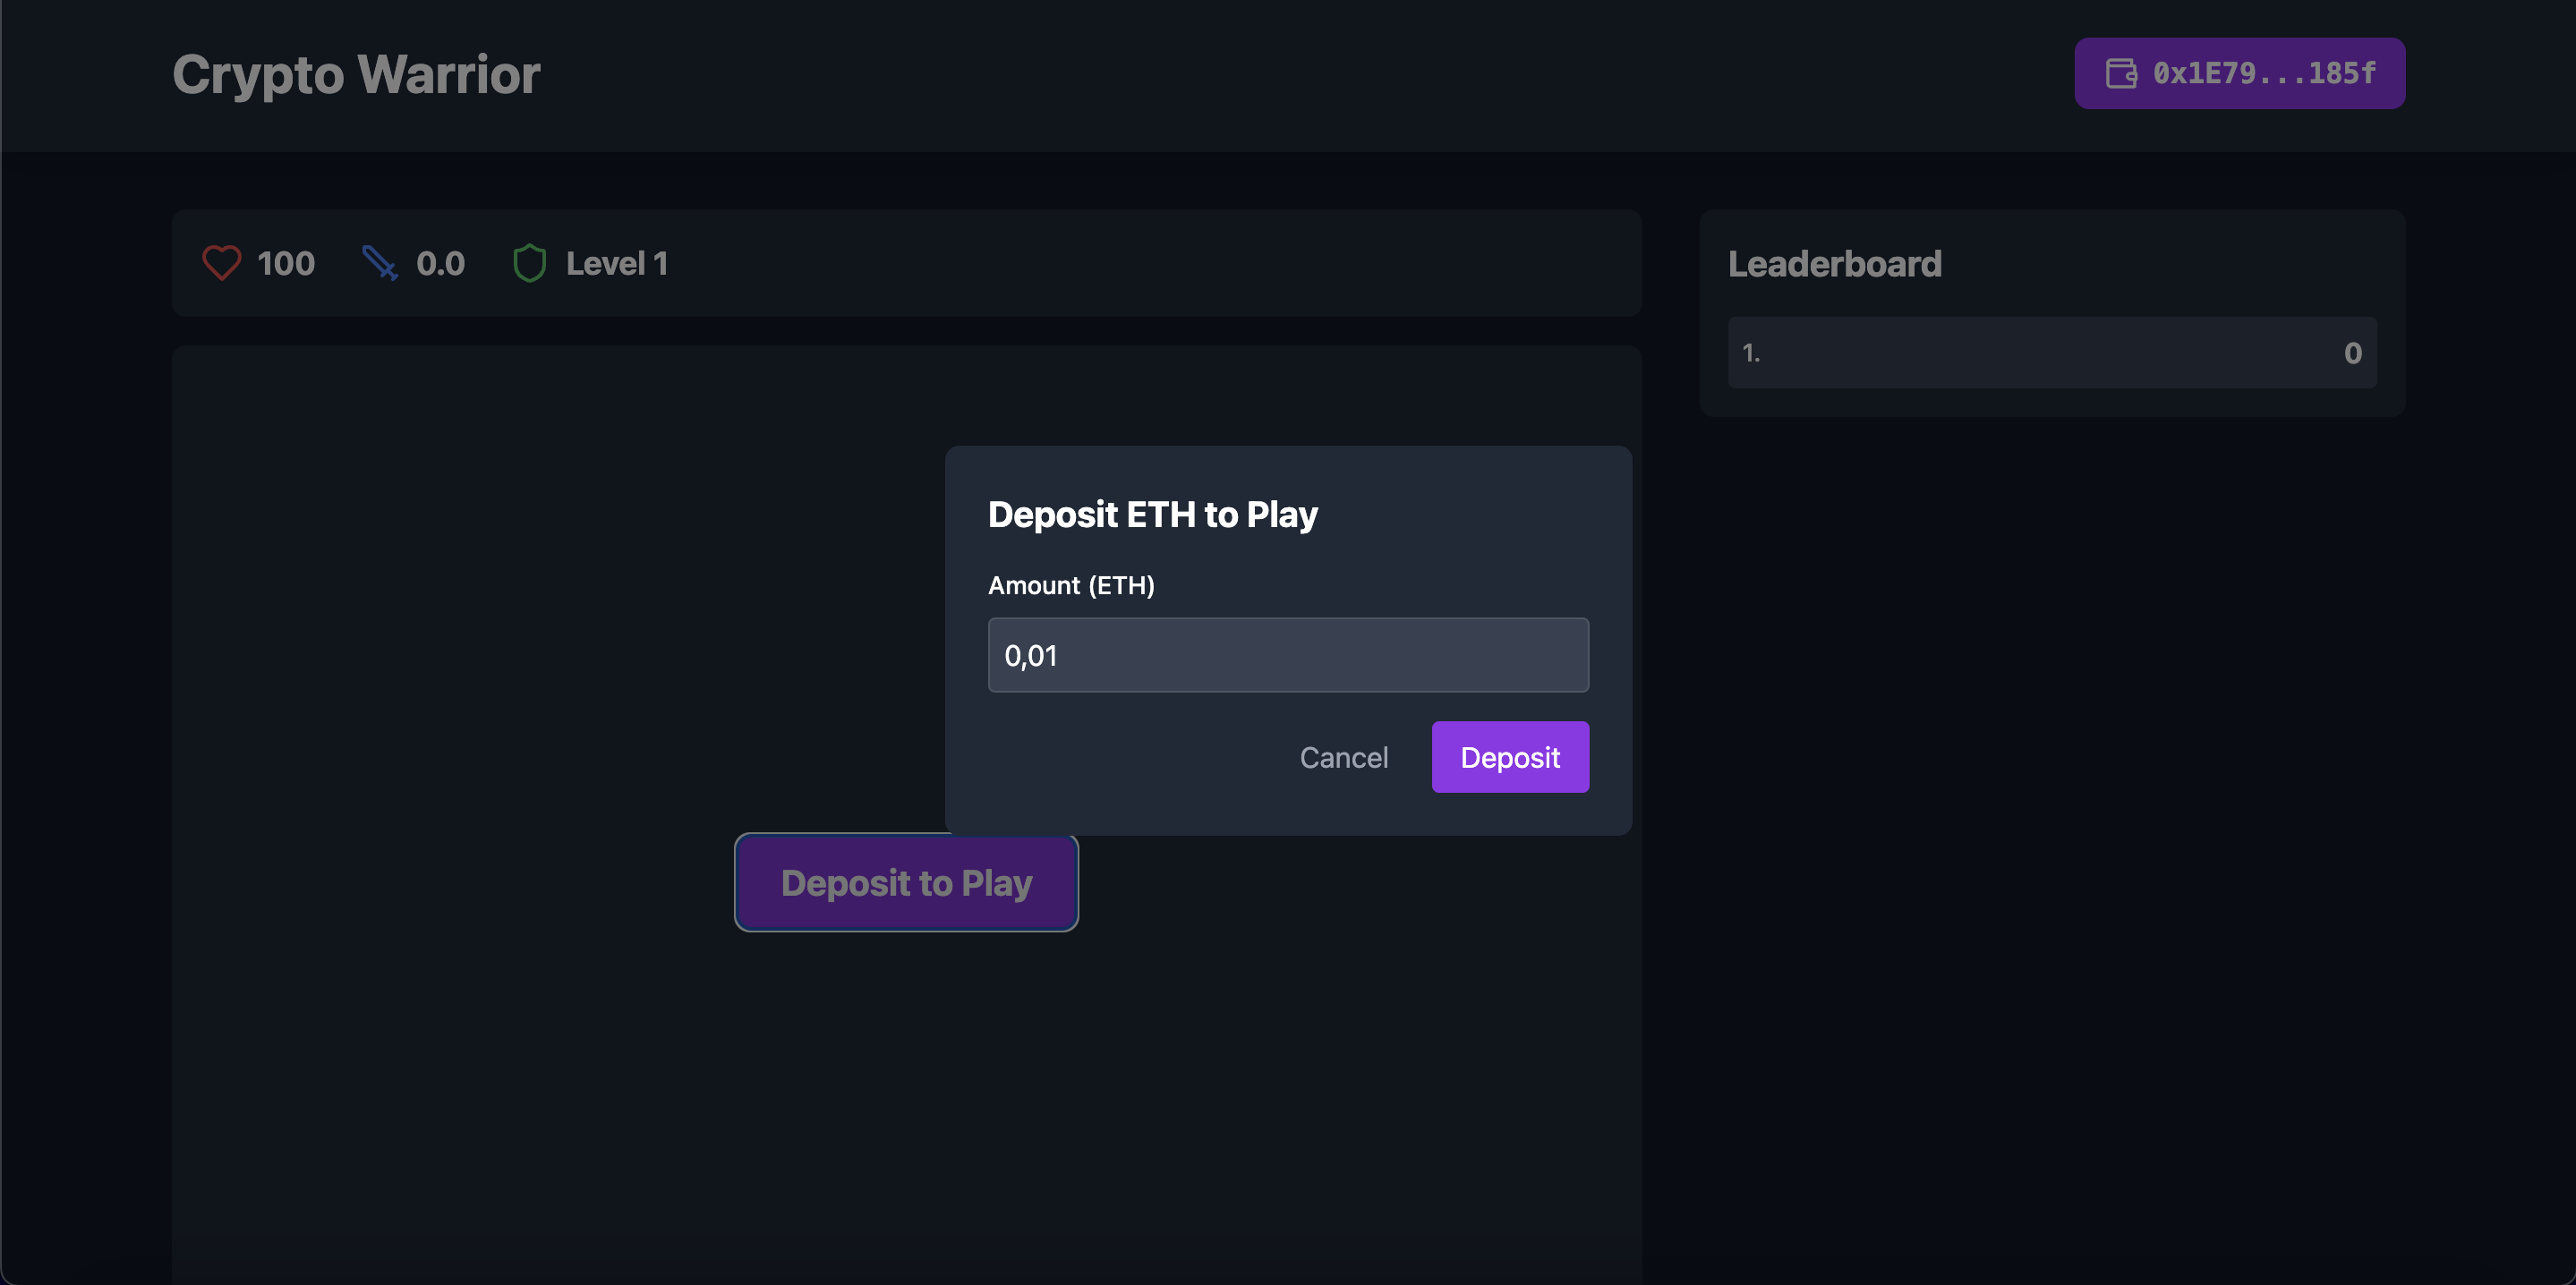 Crypto Warrior
0x1E79...185f
100 0.0 Level 1
Leaderboard
1. 0
Deposit ETH to Play
Amount (ETH)
0,01
Cancel Deposit
Deposit to Play